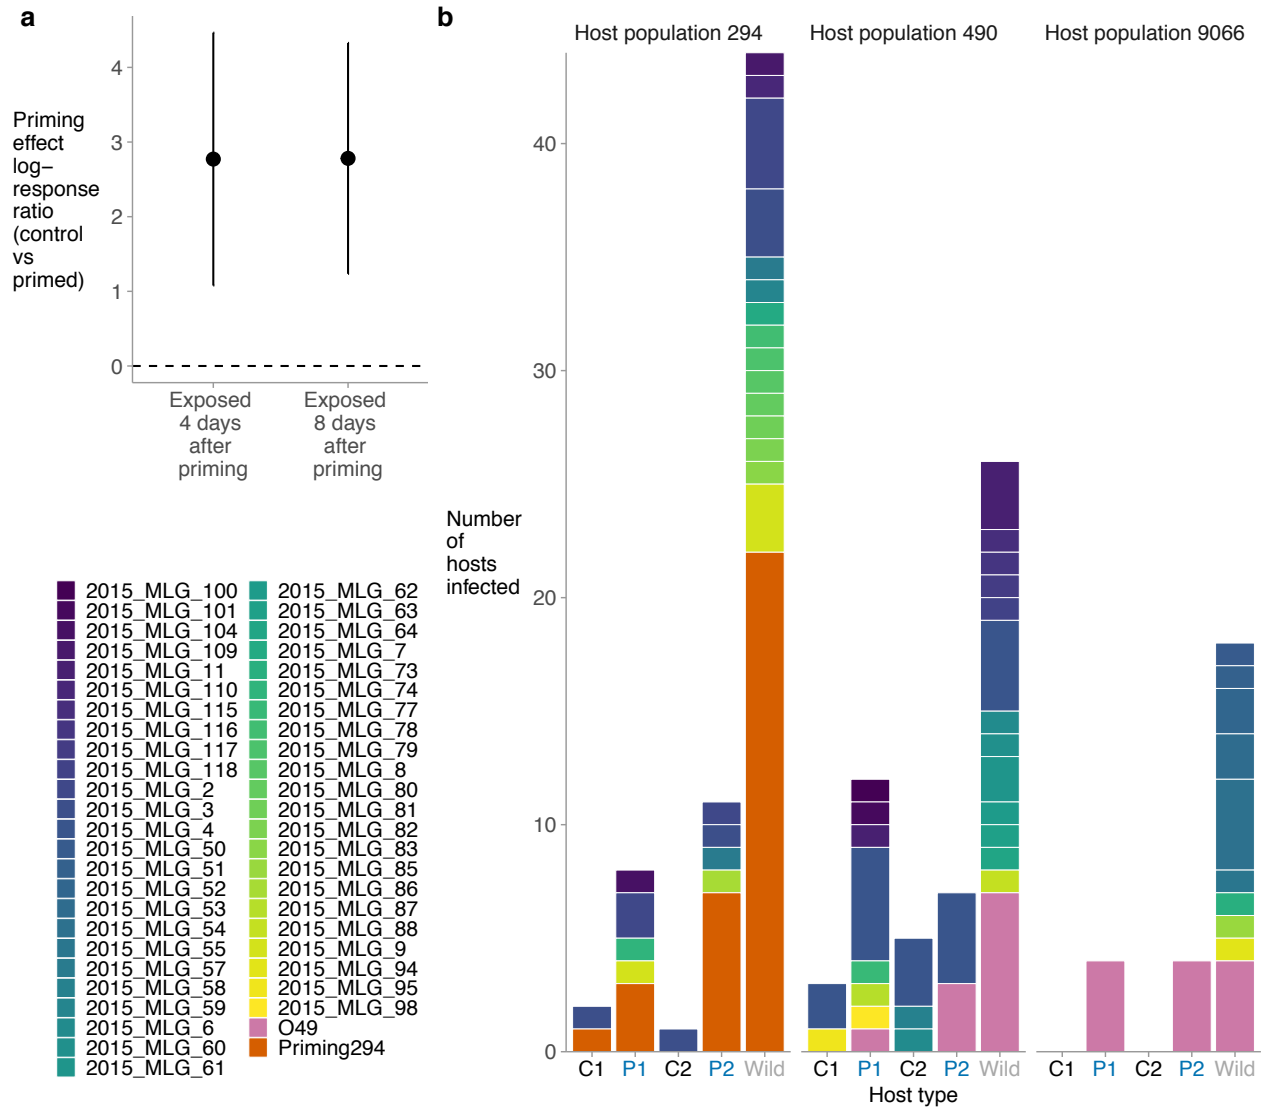 a
Priming
effect
log−
response
ratio
(control
vs
primed)
4
3
2
1
0
Exposed
4 days
after
priming
Exposed
8 days
after
priming
2015_MLG_100
2015_MLG_101
2015_MLG_104
2015_MLG_109
2015_MLG_11
2015_MLG_110
2015_MLG_115
2015_MLG_116
2015_MLG_117
2015_MLG_118
2015_MLG_2
2015_MLG_3
2015_MLG_4
2015_MLG_50
2015_MLG_51
2015_MLG_52
2015_MLG_53
2015_MLG_54
2015_MLG_55
2015_MLG_57
2015_MLG_58
2015_MLG_59
2015_MLG_6
2015_MLG_60
2015_MLG_61
2015_MLG_62
2015_MLG_63
2015_MLG_64
2015_MLG_7
2015_MLG_73
2015_MLG_74
2015_MLG_77
2015_MLG_78
2015_MLG_79
2015_MLG_8
2015_MLG_80
2015_MLG_81
2015_MLG_82
2015_MLG_83
2015_MLG_85
2015_MLG_86
2015_MLG_87
2015_MLG_88
2015_MLG_9
2015_MLG_94
2015_MLG_95
2015_MLG_98
O49
Priming294
b
Host population 294
Host population 490
Host population 9066
Number
of
hosts
infected
40
30
20
10
0
C1 P1 C2 P2 Wild
C1 P1 C2 P2 Wild
C1 P1 C2 P2 Wild
Host type